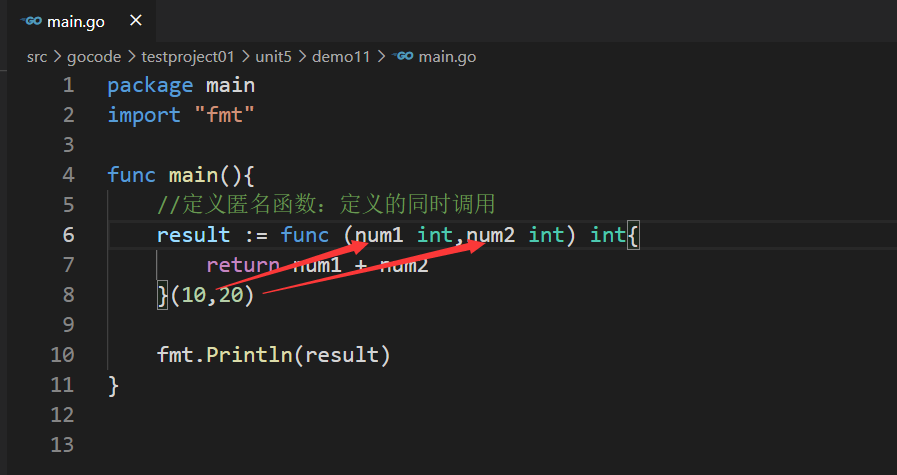 main.go
src > gocode > testproject01 > unit5 > demo11 > main.go
1 package main
2 import "fmt"
3
4 func main(){
5 //定义匿名函数：定义的同时调用
6 result := func (num1 int,num2 int) int{
7 return num1 + num2
8 }(10,20)
9
10 fmt.Println(result)
11 }
12
13